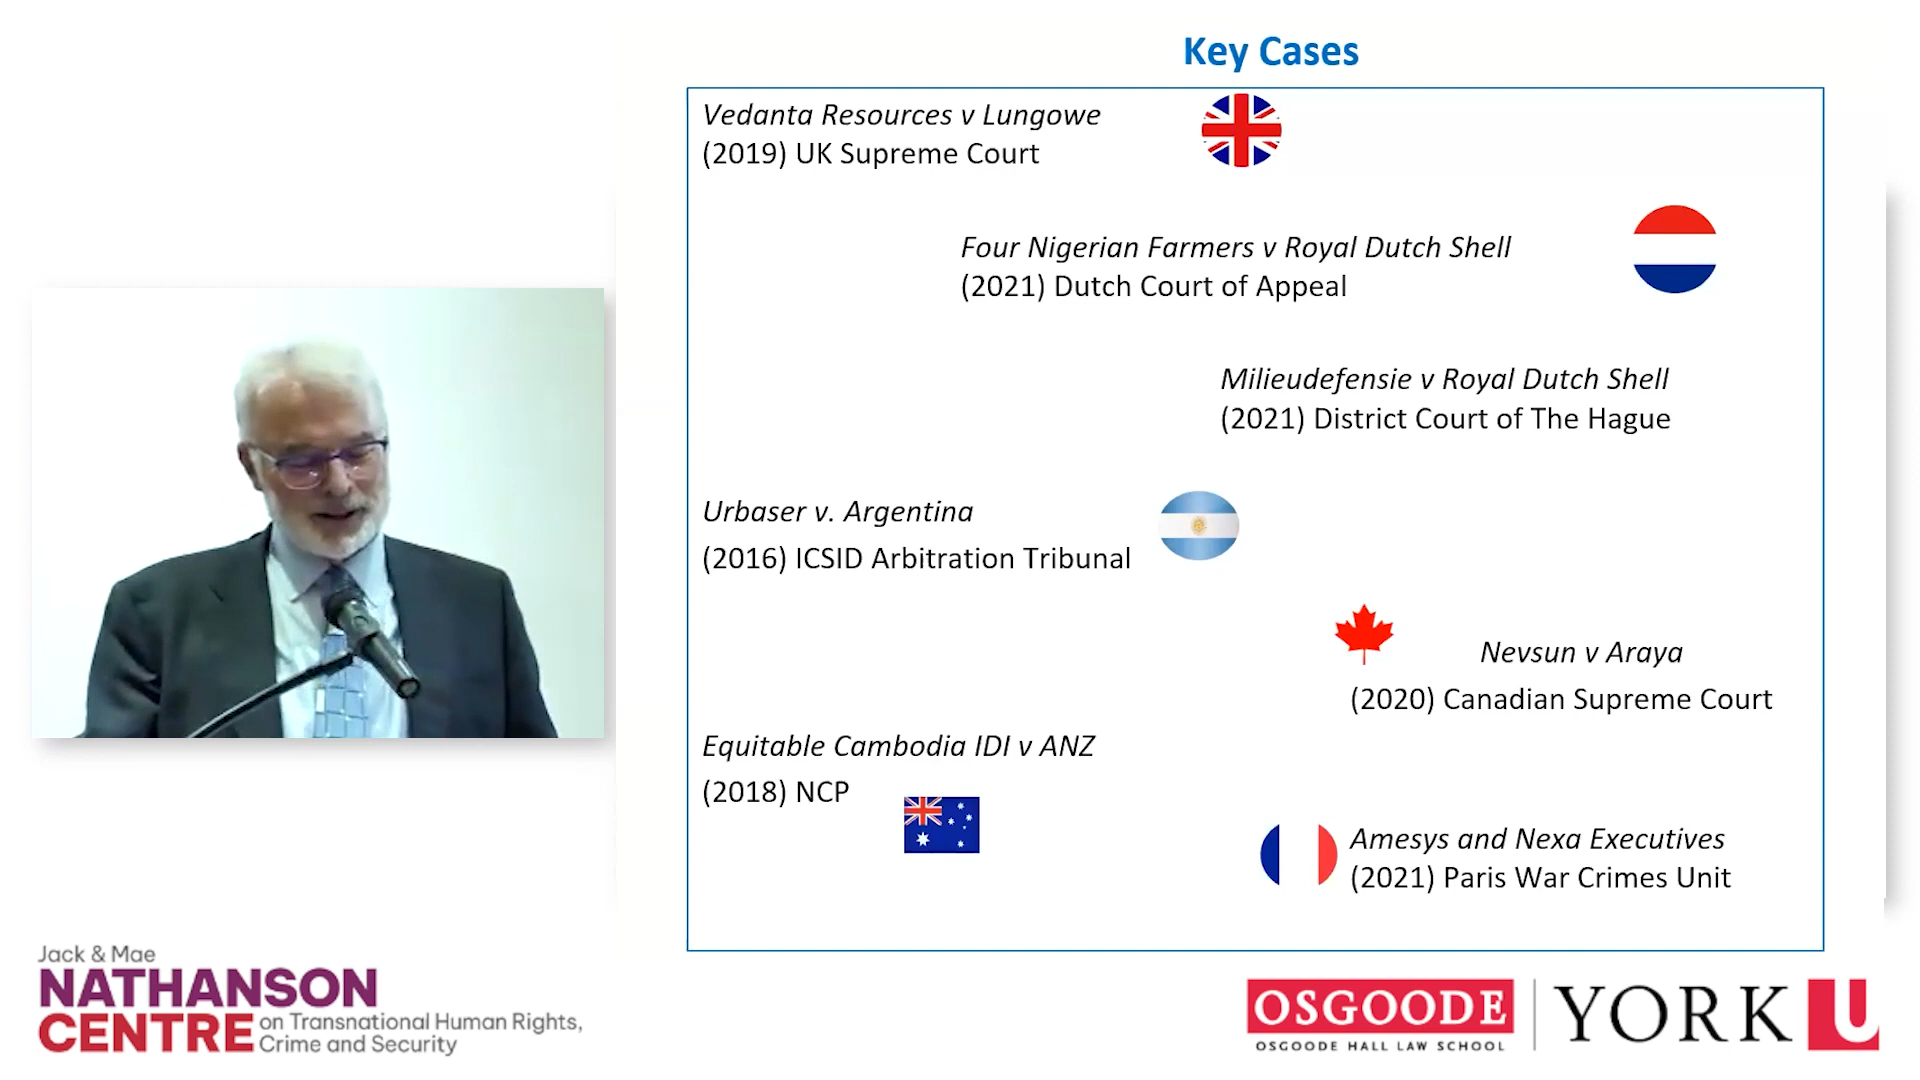 Key Cases
Vedanta Resources v Lungowe
(2019) UK Supreme Court
Four Nigerian Farmers v Royal Dutch Shell
(2021) Dutch Court of Appeal
Milieudefensie v Royal Dutch Shell
(2021) District Court of The Hague
Urbaser v. Argentina
(2016) ICSID Arbitration Tribunal
Nevsun v Araya
(2020) Canadian Supreme Court
Equitable Cambodia IDI v ANZ
(2018) NCP
Amesys and Nexa Executives
(2021) Paris War Crimes Unit
Jack & Mae
NATHANSON
CENTRE on Transnational Human Rights,
Crime and Security
OSGOODE
OSGOODE HALL LAW SCHOOL
YORK U